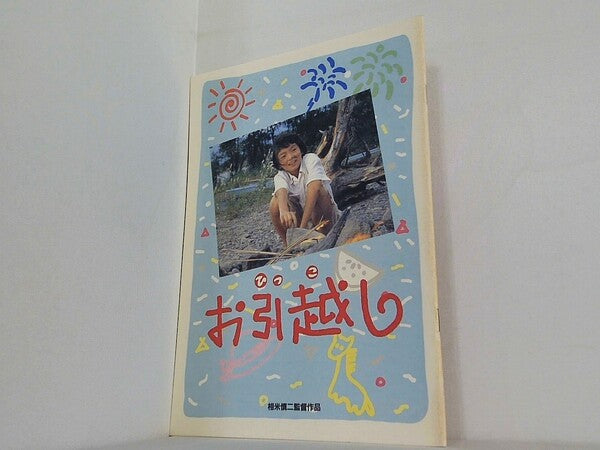 ひっこ
お引越し
相米慎二監督作品